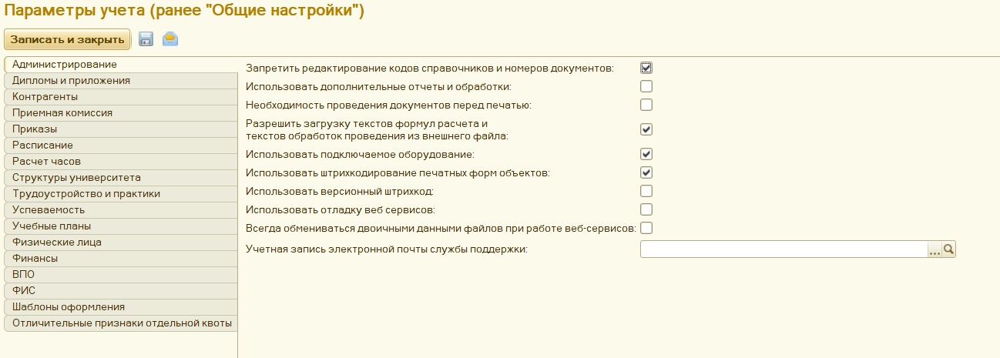 Параметры учета (ранее "Общие настройки")
Записать и закрыть
Администрирование
Дипломы и приложения
Контрагенты
Приемная комиссия
Приказы
Расписание
Расчет часов
Структуры университета
Трудоустройство и практики
Успеваемость
Учебные планы
Физические лица
Финансы
ВПО
ФИС
Шаблоны оформления
Отличительные признаки отдельной квоты
Запретить редактирование кодов справочников и номеров документов:
Использовать дополнительные отчеты и обработки:
Необходимость проведения документов перед печатью:
Разрешить загрузку текстов формул расчета и
текстов обработок проведения из внешнего файла:
Использовать подключаемое оборудование:
Использовать штрихкодирование печатных форм объектов:
Использовать версионный штрихкод:
Использовать отладку веб сервисов:
Всегда обмениваться двоичными данными файлов при работе веб-сервисов:
Учетная запись электронной почты службы поддержки:
...